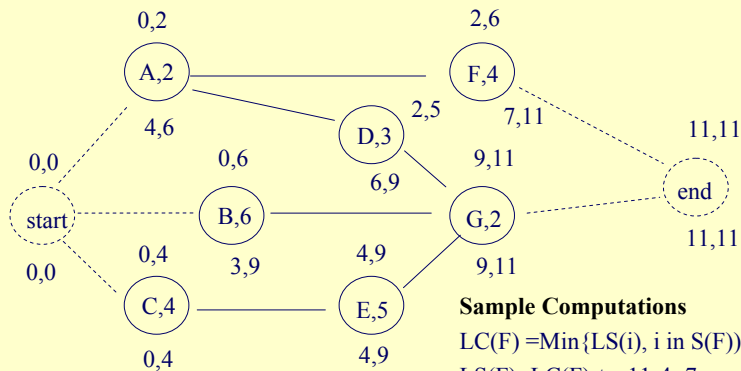 0,2
2,6
A,2
F,4
2,5
4,6
7,11
D,3
11,11
0,0
0,6
9,11
6,9
end
start
B,6
G,2
0,4
4,9
11,11
0,0
3,9
9,11
C,4
E,5
Sample Computations
LC(F) =Min{LS(i), i in S(F)}
0,4
4,9
LS(F) LC(F)